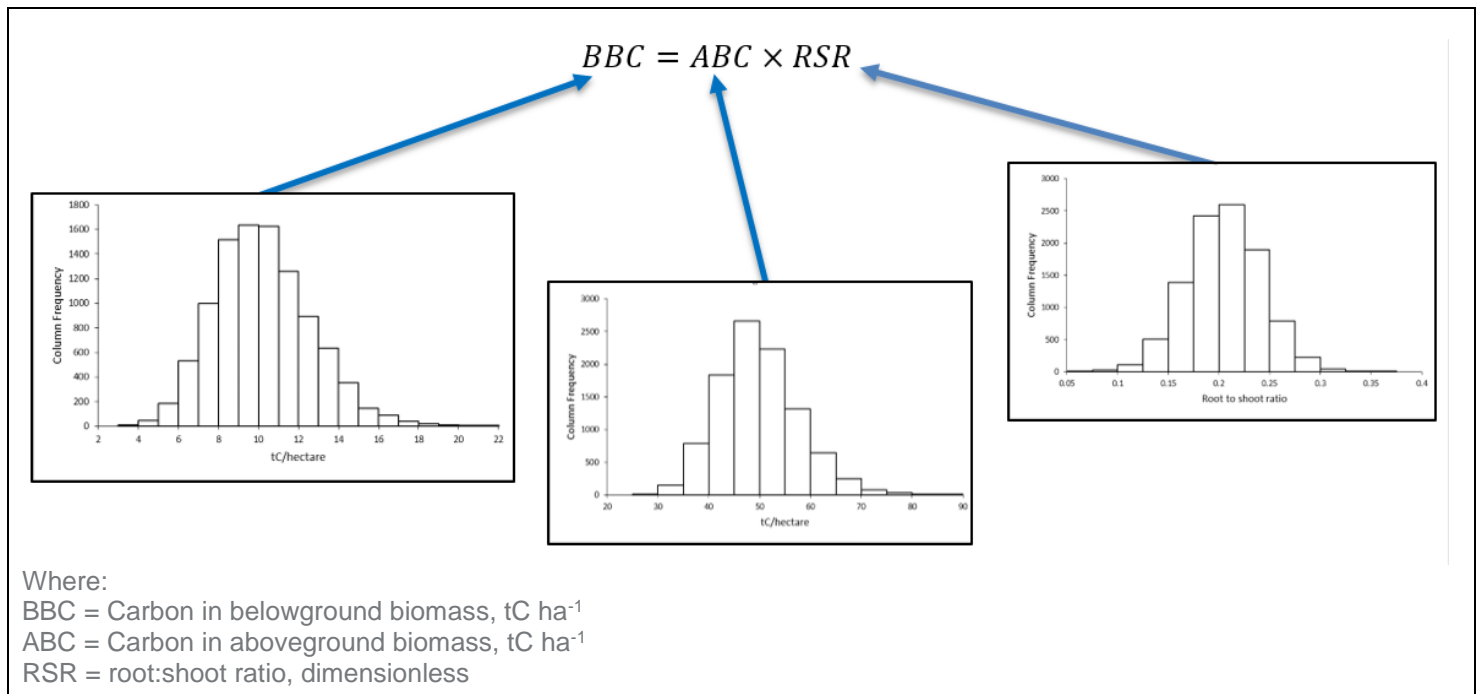 BBC = ABC × RSR
1800
1600
1400
1200
1000
800
600
400
200
0
Column Frequency
2 4 6 8 10 12 14 16 18 20 22
tC/hectare
3000
2500
2000
1500
1000
500
0
Column Frequency
20 30 40 50 60 70 80 90
tC/hectare
3000
2500
2000
1500
1000
500
0
Column Frequency
0.05 0.1 0.15 0.2 0.25 0.3 0.35 0.4
Root to shoot ratio
Where:
BBC = Carbon in belowground biomass, tC ha⁻¹
ABC = Carbon in aboveground biomass, tC ha⁻¹
RSR = root:shoot ratio, dimensionless